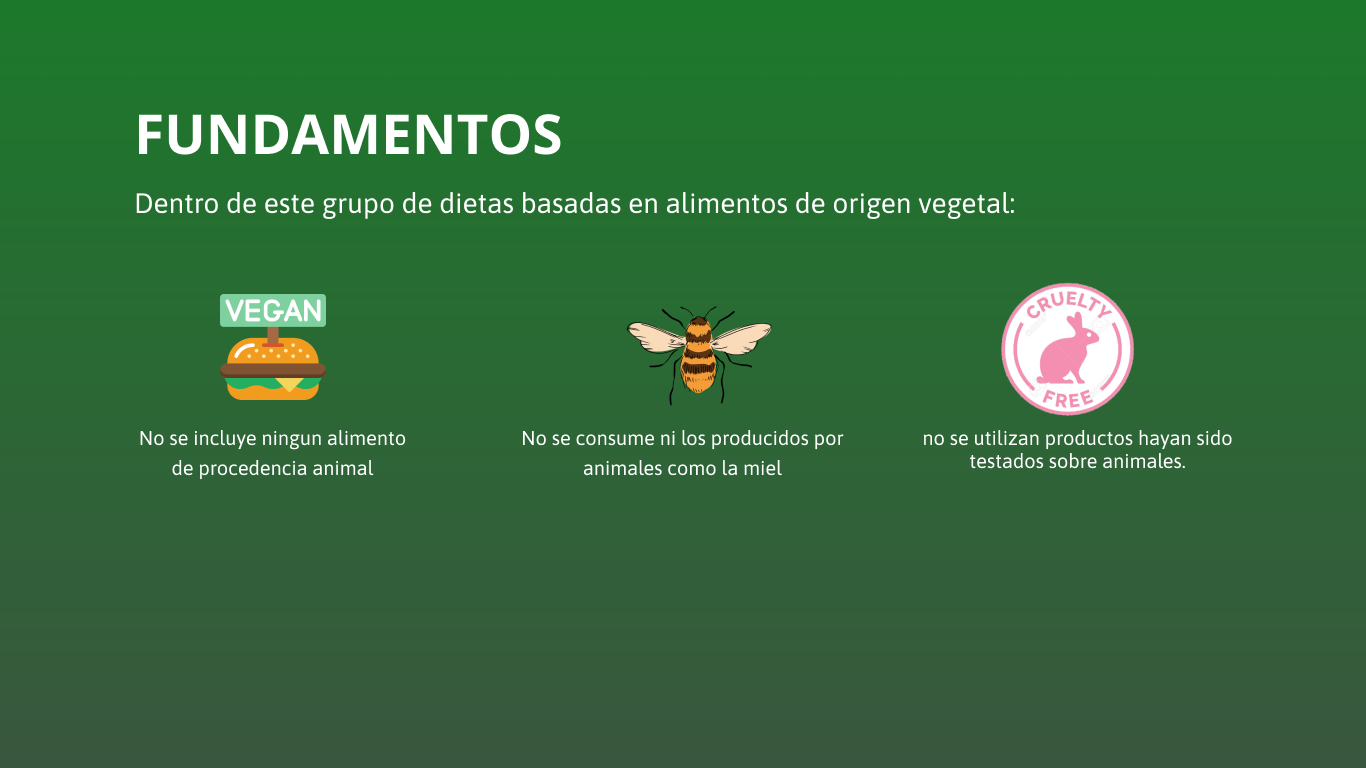 FUNDAMENTOS
Dentro de este grupo de dietas basadas en alimentos de origen vegetal:
VEGAN
No se incluye ningun alimento
de procedencia animal
No se consume ni los producidos por
animales como la miel
CRUELTY
FREE
no se utilizan productos hayan sido
testados sobre animales.